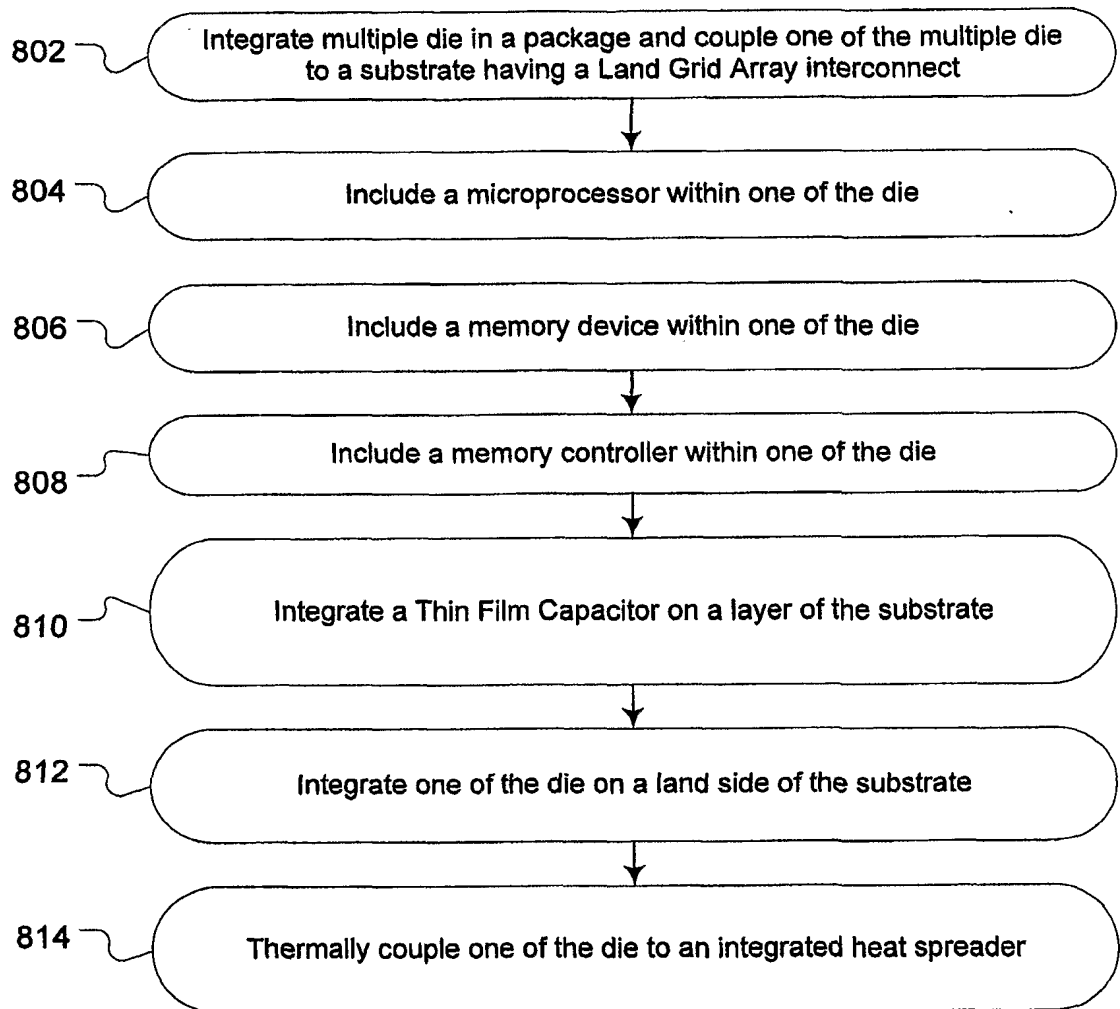 802
Integrate multiple die in a package and couple one of the multiple die
to a substrate having a Land Grid Array interconnect
804
Include a microprocessor within one of the die
806
Include a memory device within one of the die
808
Include a memory controller within one of the die
810
Integrate a Thin Film Capacitor on a layer of the substrate
812
Integrate one of the die on a land side of the substrate
814
Thermally couple one of the die to an integrated heat spreader